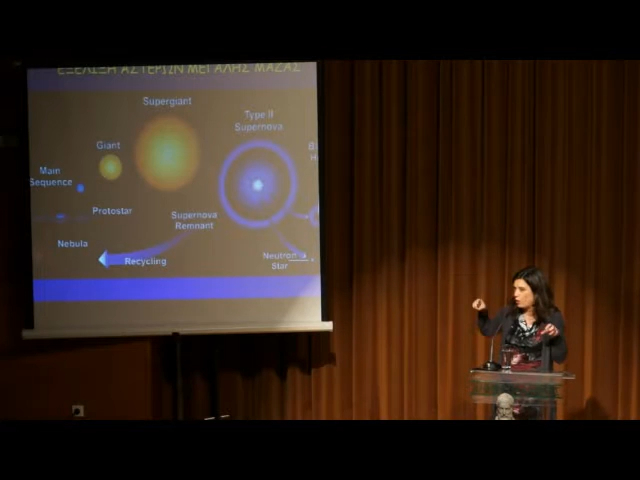 ΕΞΕΛΙΞΗ ΑΣΤΕΡΩΝ ΜΕΓΑΛΗΣ ΜΑΖΑΣ
Supergiant
Type II
Supernova
Giant
Main
Sequence
Protostar
Supernova
Remnant
Nebula
Recycling
Neutron
Star